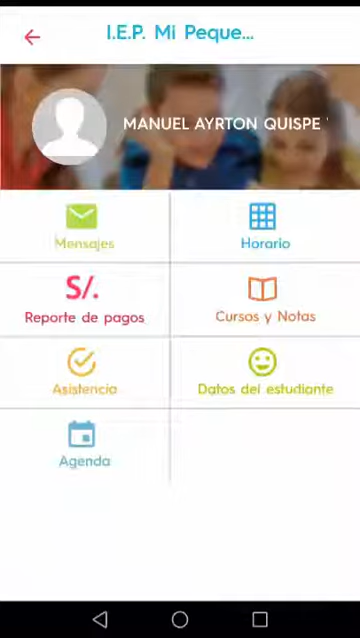 I.E.P. Mi Peque...
MANUEL AYRTON QUISPE
Mensajes
Horario
S/.
Reporte de pagos
Cursos y Notas
Asistencia
Datos del estudiante
Agenda